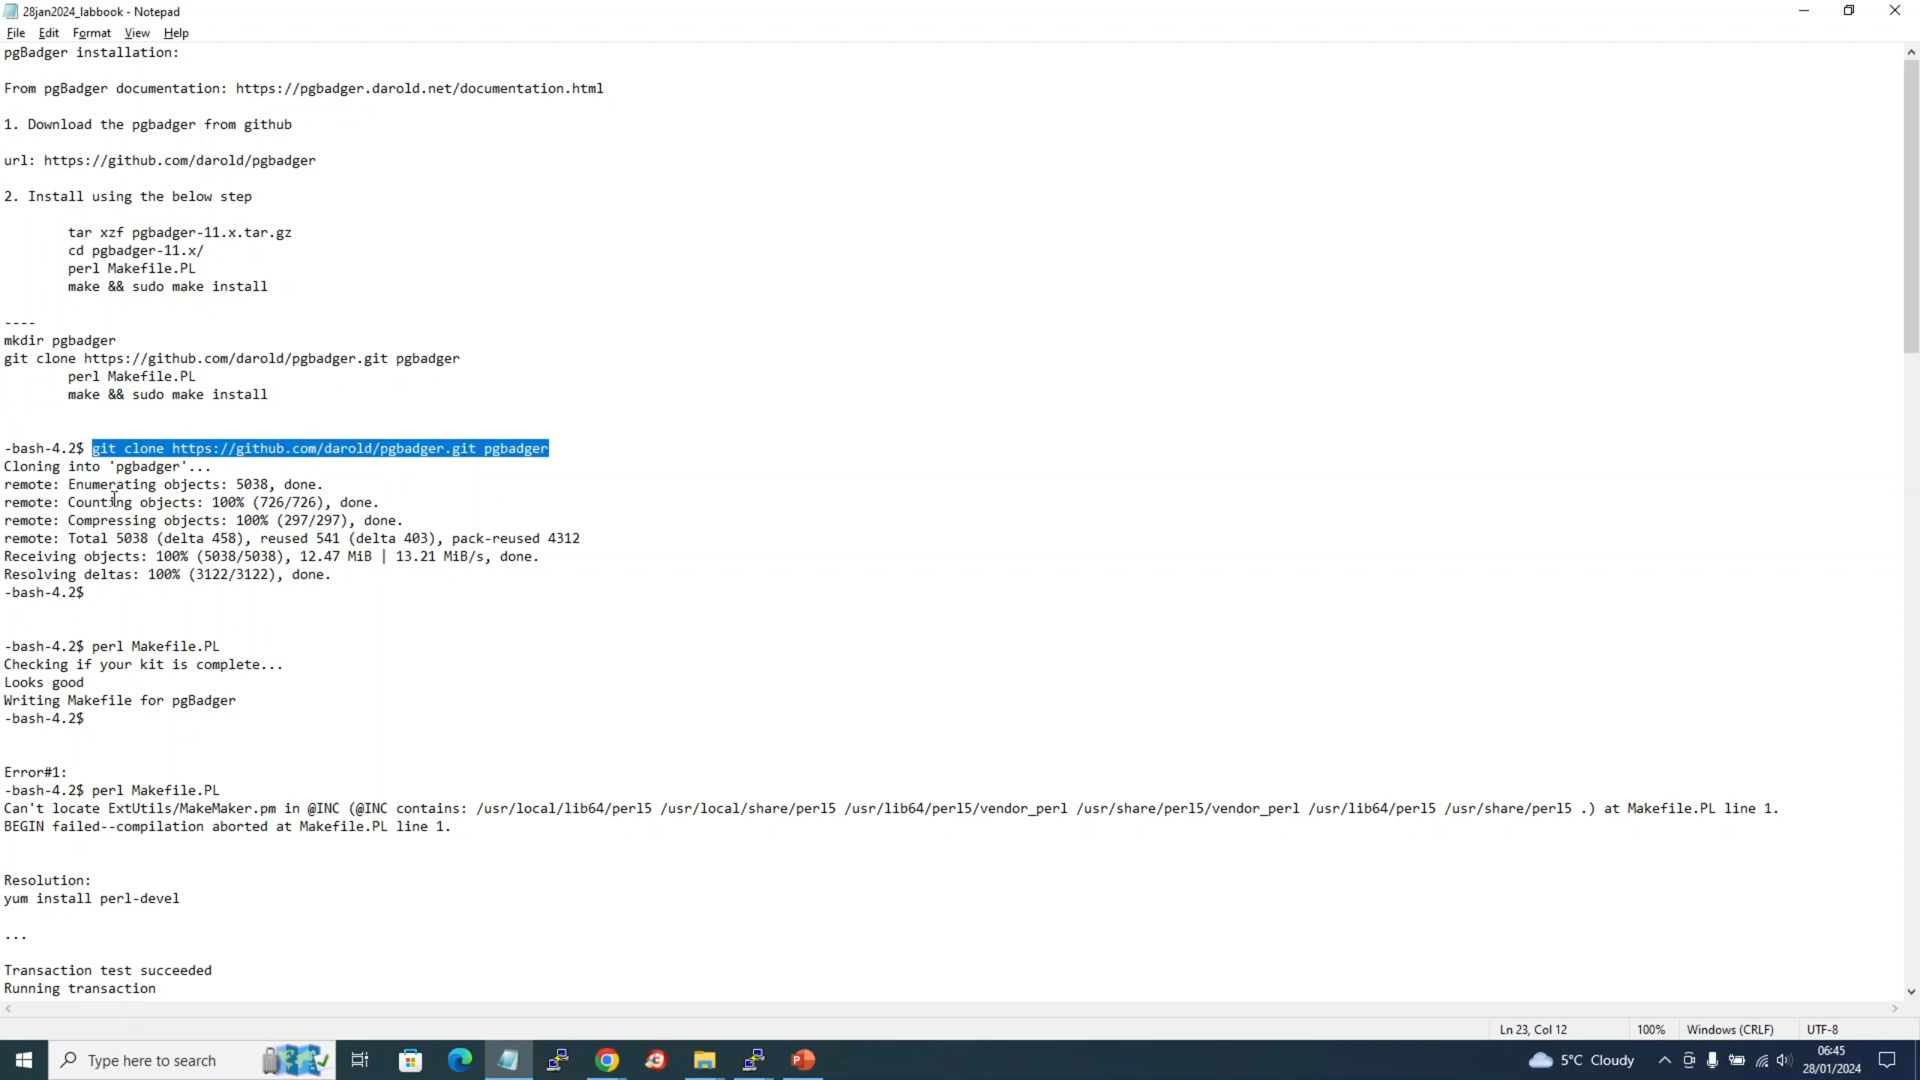 28jan2024_labbook - Notepad
File Edit Format View Help
pgBadger installation:
From pgBadger documentation: https://pgbadger.darold.net/documentation.html
1. Download the pgbadger from github
url: https://github.com/darold/pgbadger
2. Install using the below step
tar xzf pgbadger-11.x.tar.gz
cd pgbadger-11.x/
perl Makefile.PL
make && sudo make install
----
mkdir pgbadger
git clone https://github.com/darold/pgbadger.git pgbadger
perl Makefile.PL
make && sudo make install
-bash-4.2$ git clone https://github.com/darold/pgbadger.git pgbadger
Cloning into 'pgbadger'...
remote: Enumerating objects: 5038, done.
remote: Counting objects: 100% (726/726), done.
remote: Compressing objects: 100% (297/297), done.
remote: Total 5038 (delta 458), reused 541 (delta 403), pack-reused 4312
Receiving objects: 100% (5038/5038), 12.47 MiB | 13.21 MiB/s, done.
Resolving deltas: 100% (3122/3122), done.
-bash-4.2$
-bash-4.2$ perl Makefile.PL
Checking if your kit is complete...
Looks good
Writing Makefile for pgBadger
-bash-4.2$
Error#1:
-bash-4.2$ perl Makefile.PL
Can't locate ExtUtils/MakeMaker.pm in @INC (@INC contains: /usr/local/lib64/perl5 /usr/local/share/perl5 /usr/lib64/perl5/vendor_perl /usr/share/perl5/vendor_perl /usr/lib64/perl5 /usr/share/perl5 .) at Makefile.PL line 1.
BEGIN failed--compilation aborted at Makefile.PL line 1.
Resolution:
yum install perl-devel
...
Transaction test succeeded
Running transaction
Ln 23, Col 12 100% Windows (CRLF) UTF-8
Type here to search
5°C Cloudy
06:45
28/01/2024